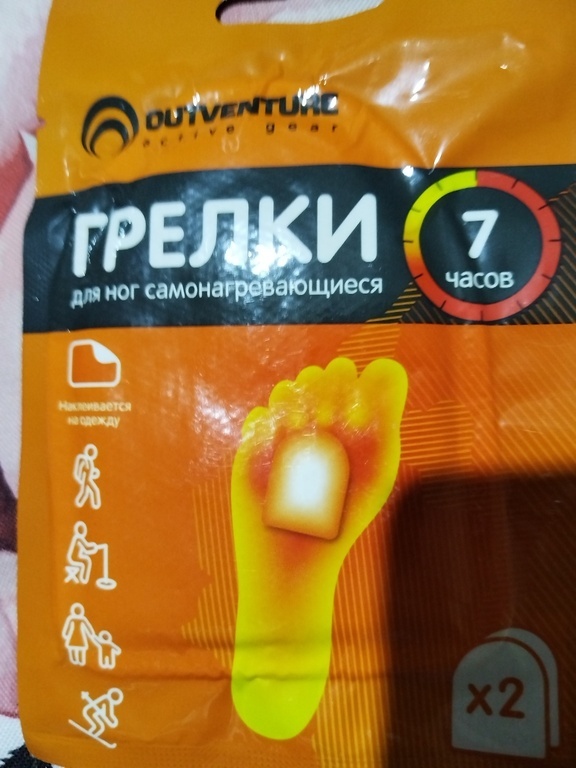 OUTVENTURE
active gear
ГРЕЛКИ
для ног самонагревающиеся
7
часов
Наклеивается
на одежду
x2